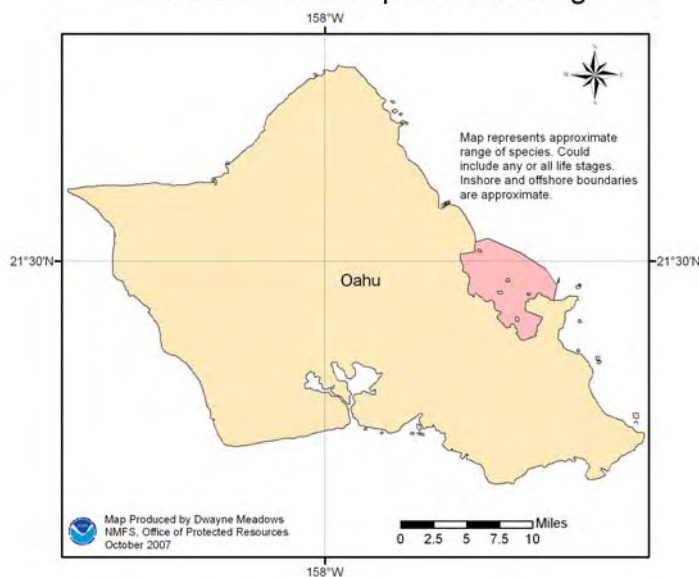 158°W
Map represents approximate
range of species. Could
include any or all life stages.
Inshore and offshore boundaries
are approximate.
21°30'N
21°30'N
Oahu
Map Produced by Dwayne Meadows
NMFS, Office of Protected Resources
October 2007
Miles
0 2.5 5 7.5 10
158°W